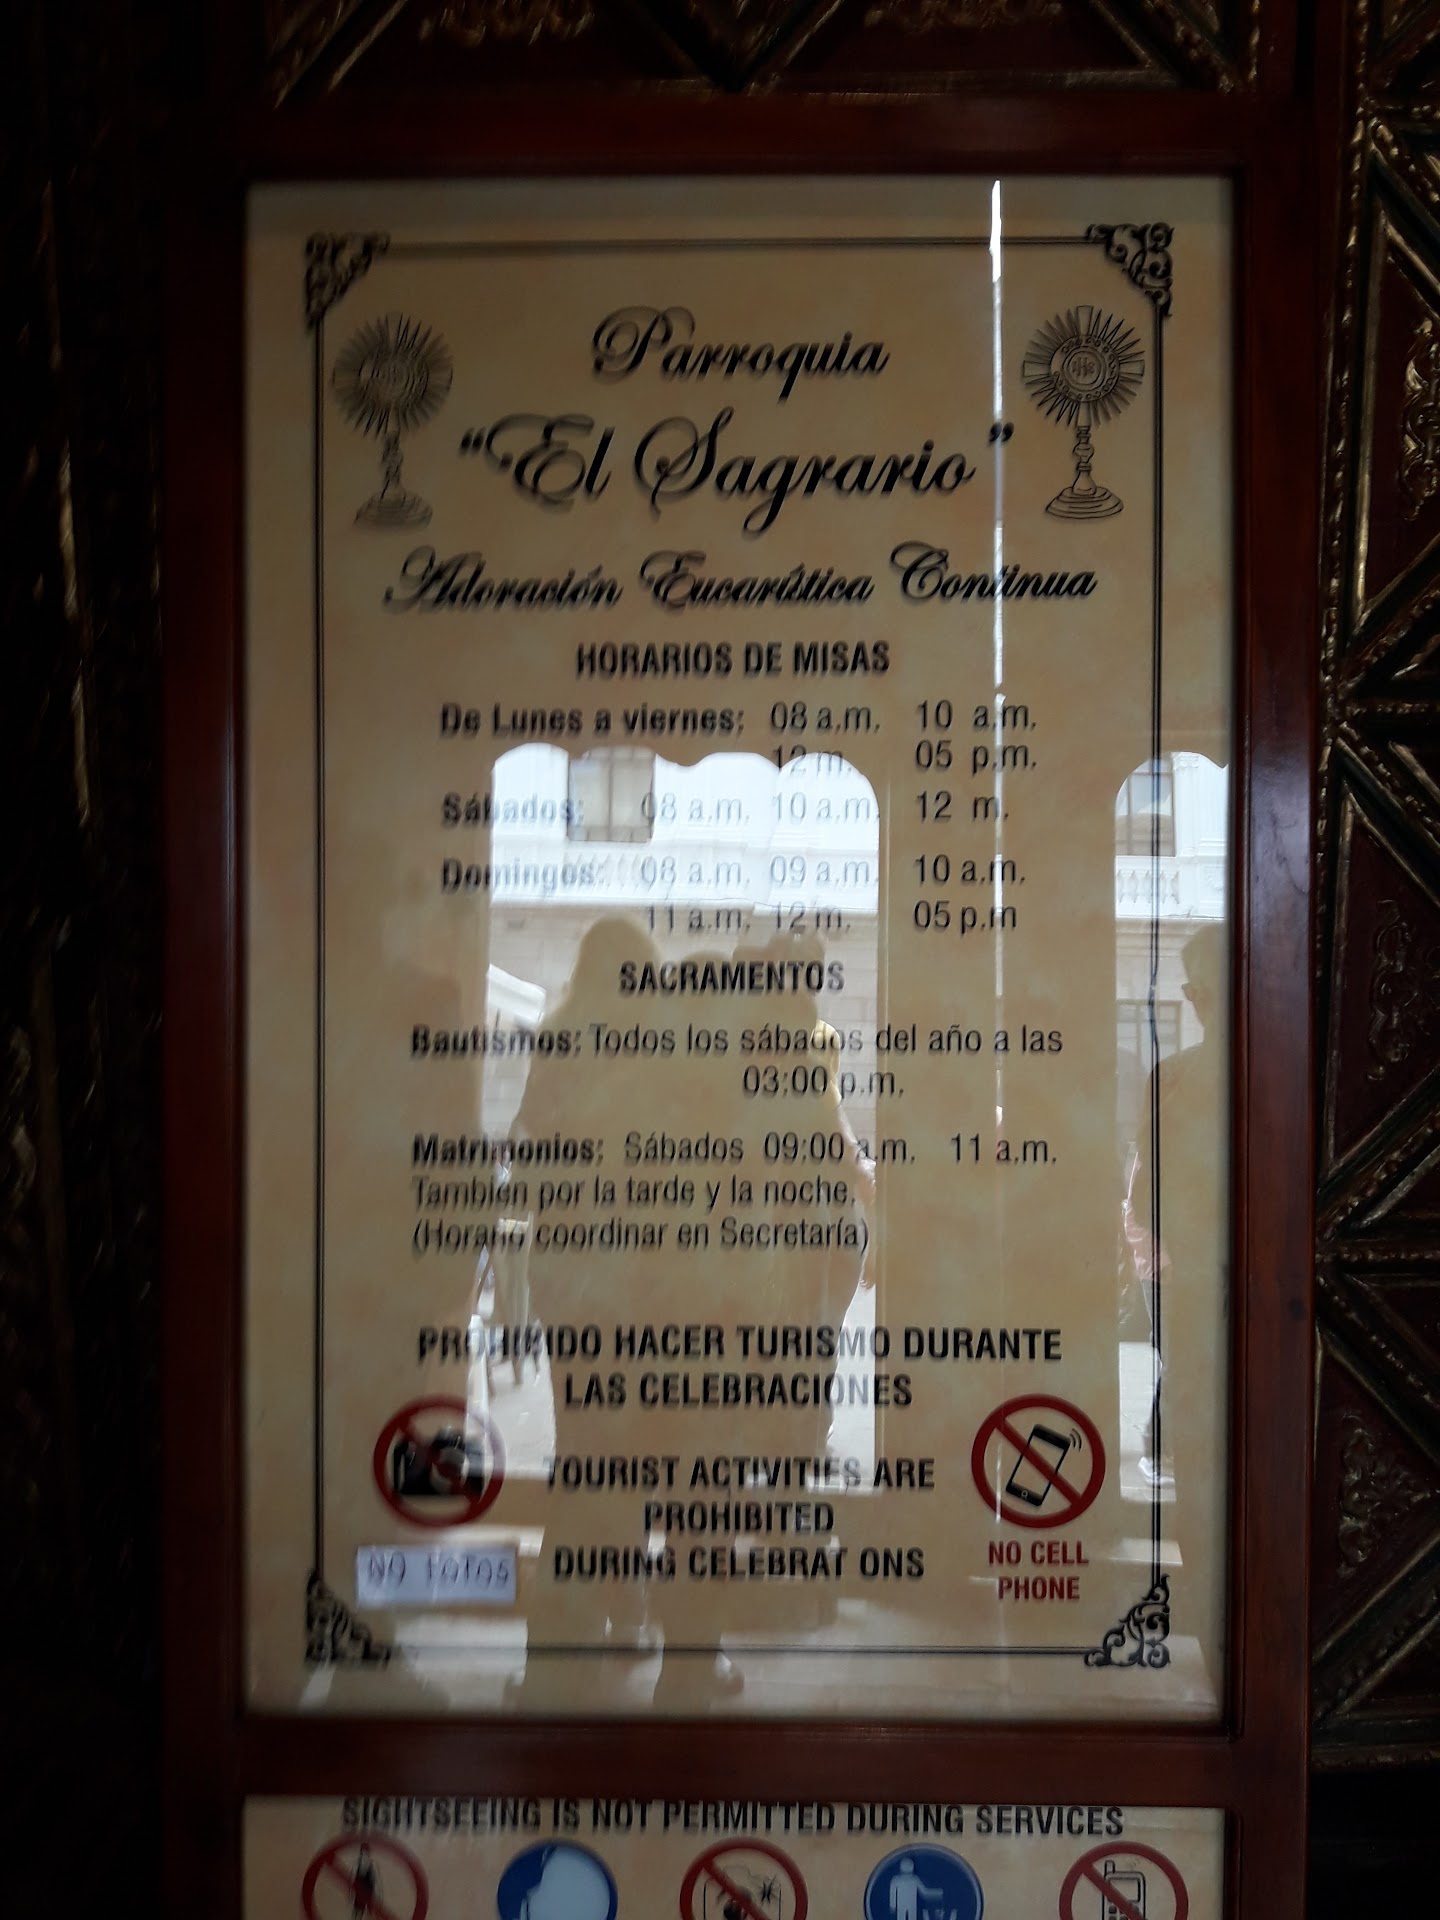 Parroquia
"El Sagrario"
Adoración Eucarística Continua
HORARIOS DE MISAS
De Lunes a viernes: 08 a.m. 10 a.m.
12 m. 05 p.m.
Sábados: 08 a.m. 10 a.m. 12 m.
Domingos: 08 a.m. 09 a.m. 10 a.m.
11 a.m. 12 m. 05 p.m
SACRAMENTOS
Bautismos: Todos los sábados del año a las
03:00 p.m.
Matrimonios: Sábados 09:00 a.m. 11 a.m.
También por la tarde y la noche.
(Horario coordinar en Secretaría)
PROHIBIDO HACER TURISMO DURANTE
LAS CELEBRACIONES
TOURIST ACTIVITIES ARE
PROHIBITED
DURING CELEBRAT ONS
NO FOTOS
NO CELL
PHONE
SIGHTSEEING IS NOT PERMITTED DURING SERVICES